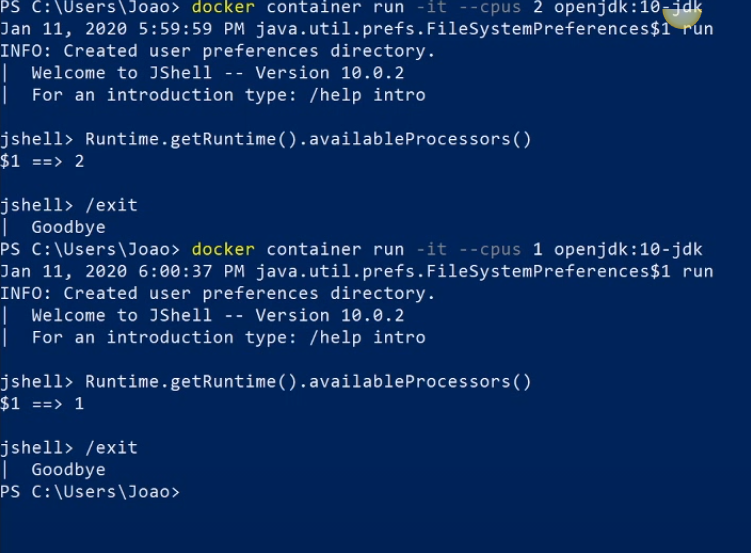 PS C:\Users\Joao> docker container run -it --cpus 2 openjdk:10-jdk
Jan 11, 2020 5:59:59 PM java.util.prefs.FileSystemPreferences$1 run
INFO: Created user preferences directory.
|  Welcome to JShell -- Version 10.0.2
|  For an introduction type: /help intro
jshell> Runtime.getRuntime().availableProcessors()
$1 ==> 2
jshell> /exit
|  Goodbye
PS C:\Users\Joao> docker container run -it --cpus 1 openjdk:10-jdk
Jan 11, 2020 6:00:37 PM java.util.prefs.FileSystemPreferences$1 run
INFO: Created user preferences directory.
|  Welcome to JShell -- Version 10.0.2
|  For an introduction type: /help intro
jshell> Runtime.getRuntime().availableProcessors()
$1 ==> 1
jshell> /exit
|  Goodbye
PS C:\Users\Joao>